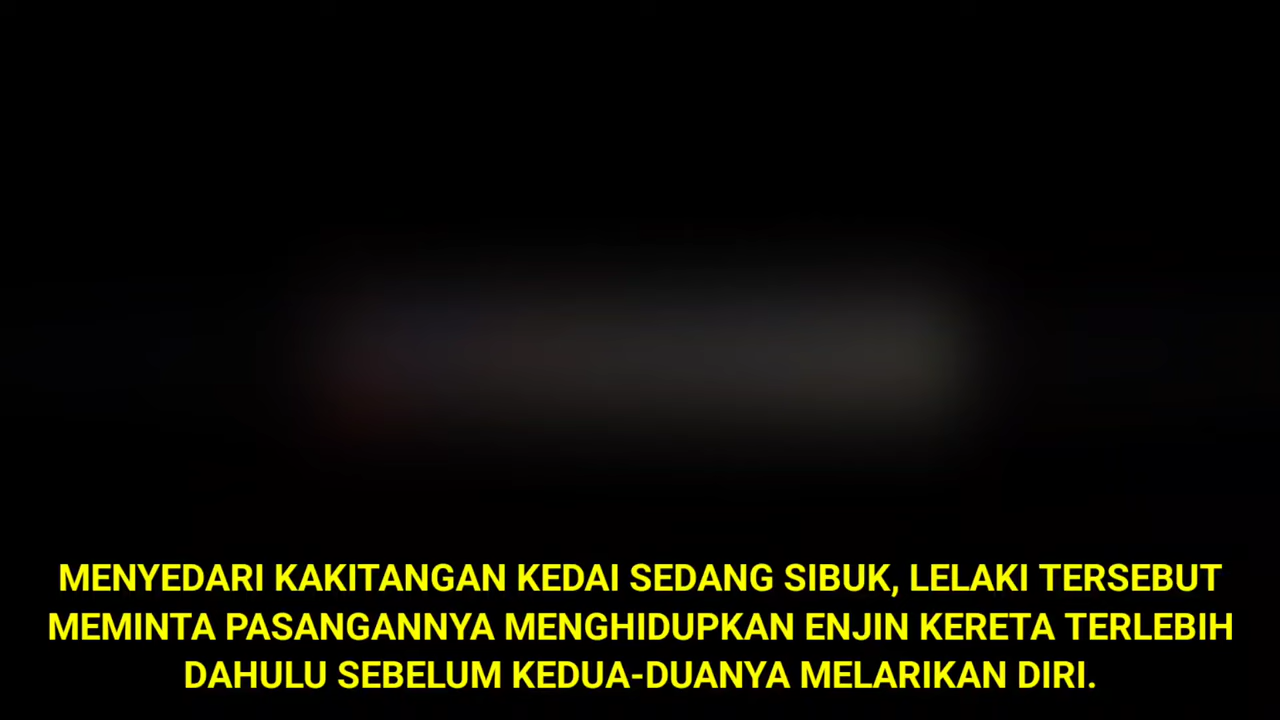 MENYEDARI KAKITANGAN KEDAI SEDANG SIBUK, LELAKI TERSEBUT
MEMINTA PASANGANNYA MENGHIDUPKAN ENJIN KERETA TERLEBIH
DAHULU SEBELUM KEDUA-DUANYA MELARIKAN DIRI.